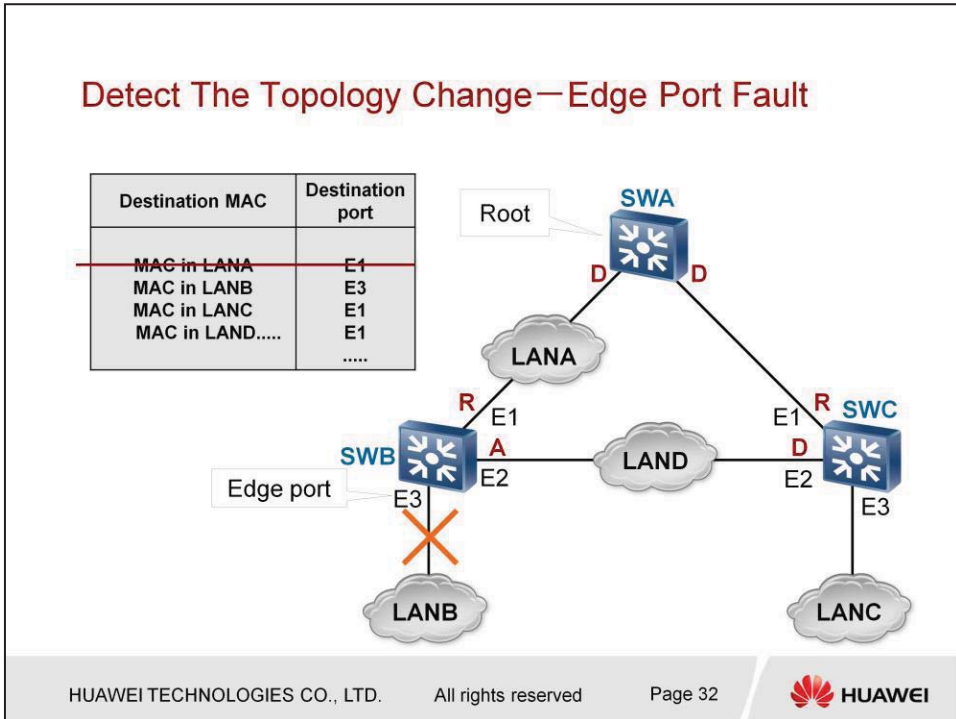 Detect The Topology Change—Edge Port Fault
Destination MAC
Destination port
MAC in LANA E1
MAC in LANB E3
MAC in LANC E1
MAC in LAND..... E1
.....
Root
SWA
D D
LANA
R
E1
E1
R
SWC
SWB
A
E2
LAND
D
E2
Edge port
E3
E3
LANB
LANC
HUAWEI TECHNOLOGIES CO., LTD. All rights reserved Page 32 HUAWEI